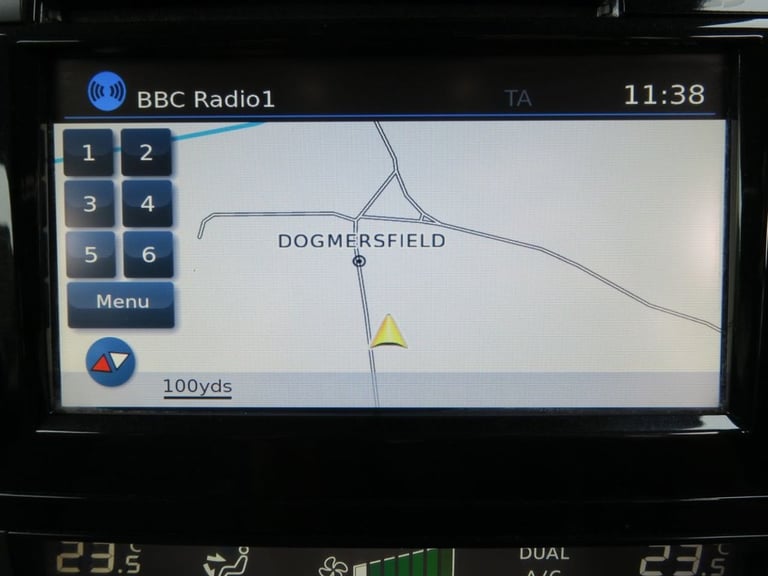 BBC Radio1 TA 11:38
1 2
3 4
5 6
Menu
DOGMERSFIELD
100yds
23.5°C DUAL 23.5°C
A/C